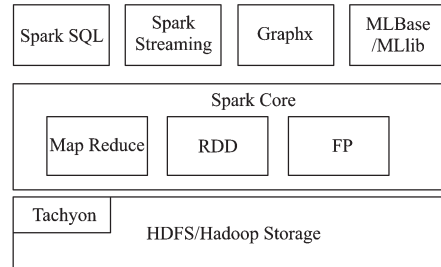 Spark SQL
Spark
Streaming
Graphx
MLBase
/MLlib
Spark Core
Map Reduce
RDD
FP
Tachyon
HDFS/Hadoop Storage